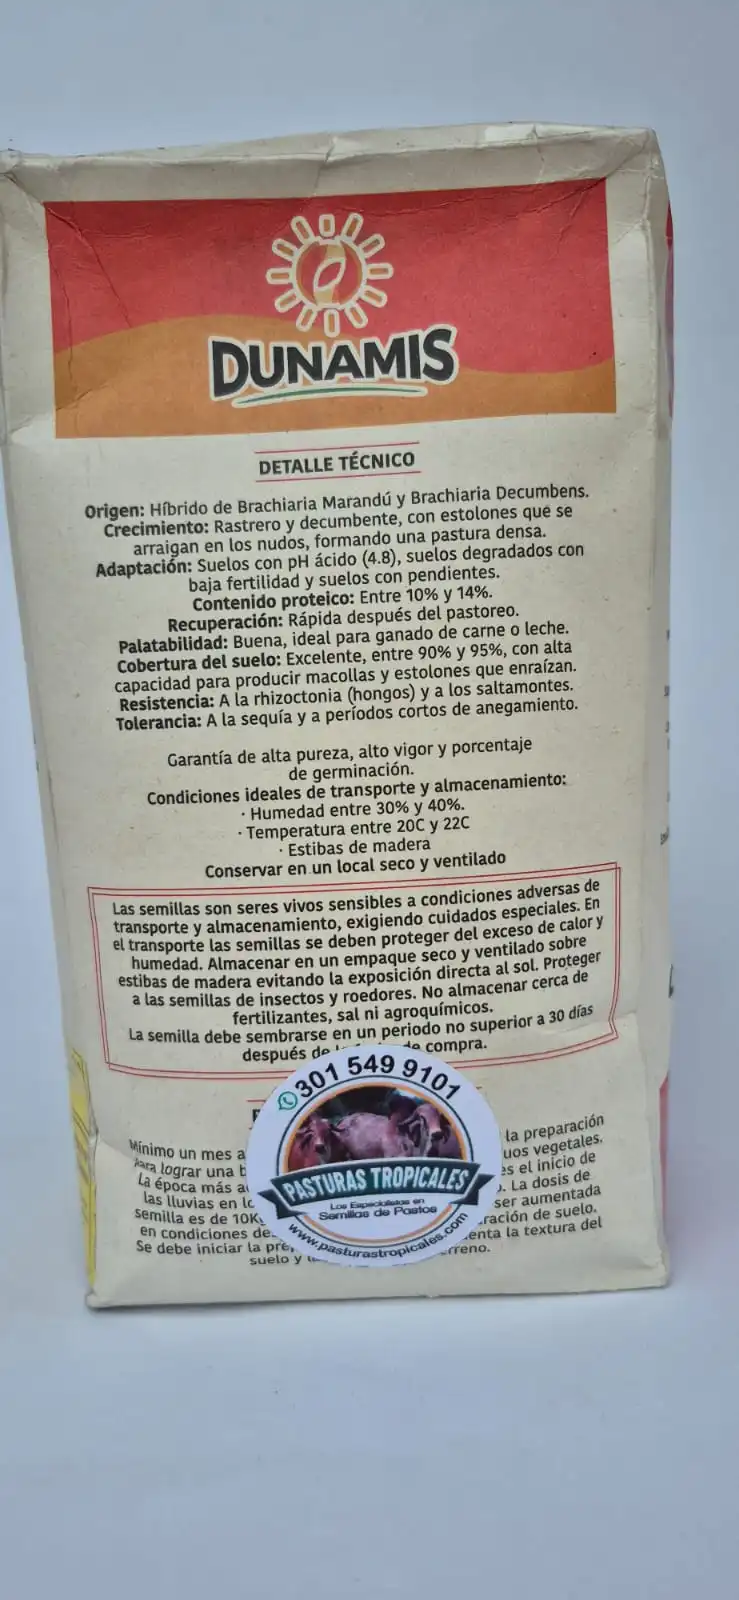 DUNAMIS
DETALLE TÉCNICO
Origen: Híbrido de Brachiaria Marandú y Brachiaria Decumbens.
Crecimiento: Rastrero y decumbente, con estolones que se
arraigan en los nudos, formando una pastura densa.
Adaptación: Suelos con pH ácido (4.8), suelos degradados con
baja fertilidad y suelos con pendientes.
Contenido proteico: Entre 10% y 14%.
Recuperación: Rápida después del pastoreo.
Palatabilidad: Buena, ideal para ganado de carne o leche.
Cobertura del suelo: Excelente, entre 90% y 95%, con alta
capacidad para producir macollas y estolones que enraízan.
Resistencia: A la rhizoctonia (hongos) y a los saltamontes.
Tolerancia: A la sequía y a períodos cortos de anegamiento.
Garantía de alta pureza, alto vigor y porcentaje
de germinación.
Condiciones ideales de transporte y almacenamiento:
· Humedad entre 30% y 40%.
· Temperatura entre 20C y 22C
· Estibas de madera
Conservar en un local seco y ventilado
Las semillas son seres vivos sensibles a condiciones adversas de
transporte y almacenamiento, exigiendo cuidados especiales. En
el transporte las semillas se deben proteger del exceso de calor y
humedad. Almacenar en un empaque seco y ventilado sobre
estibas de madera evitando la exposición directa al sol. Proteger
a las semillas de insectos y roedores. No almacenar cerca de
fertilizantes, sal ni agroquímicos.
La semilla debe sembrarse en un periodo no superior a 30 días
después de compra.
301 549 9101
PASTURAS TROPICALES
Los Especialistas en
Semillas de Pastos
www.pasturastropicales.com
Mínimo un mes a la preparación
Para lograr una vegetales.
La época más es el inicio de
las lluvias en La dosis de
semilla es de 10K ser aumentada
en condiciones de suelo.
Se debe iniciar la la textura del
suelo y